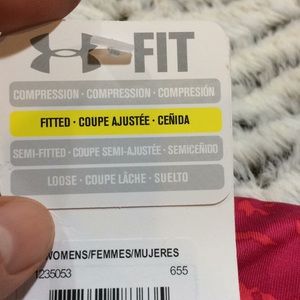 FIT
COMPRESSION · COMPRESSION · COMPRESIÓN
FITTED · COUPE AJUSTÉE · CEÑIDA
SEMI-FITTED · COUPE SEMI-AJUSTÉE · SEMICEÑIDO
LOOSE · COUPE LÂCHE · SUELTO
WOMENS/FEMMES/MUJERES
1235053 655